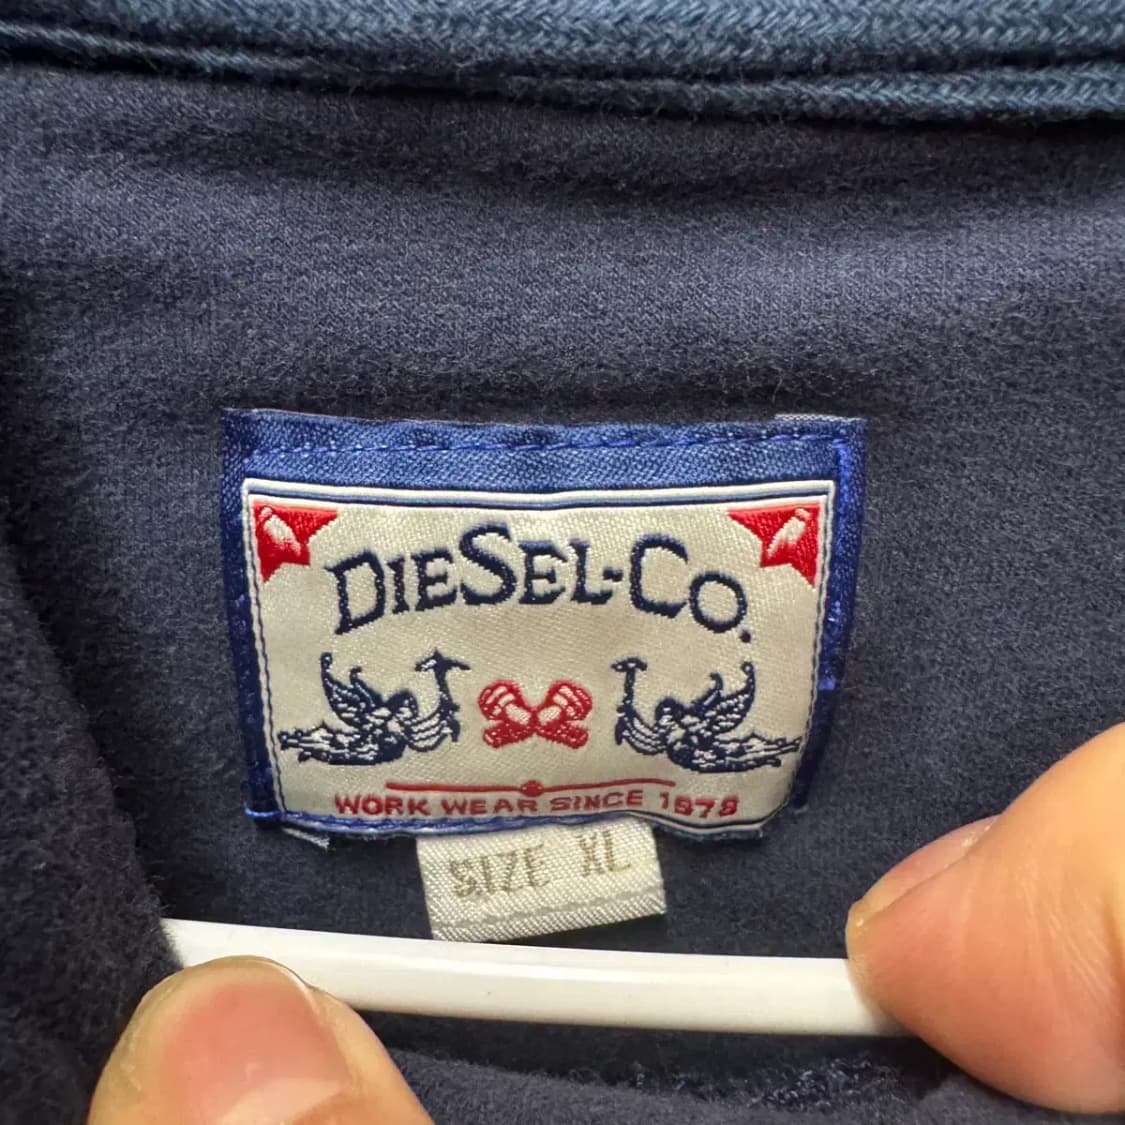 DIESEL-CO.
WORK WEAR SINCE 1978
SIZE XL